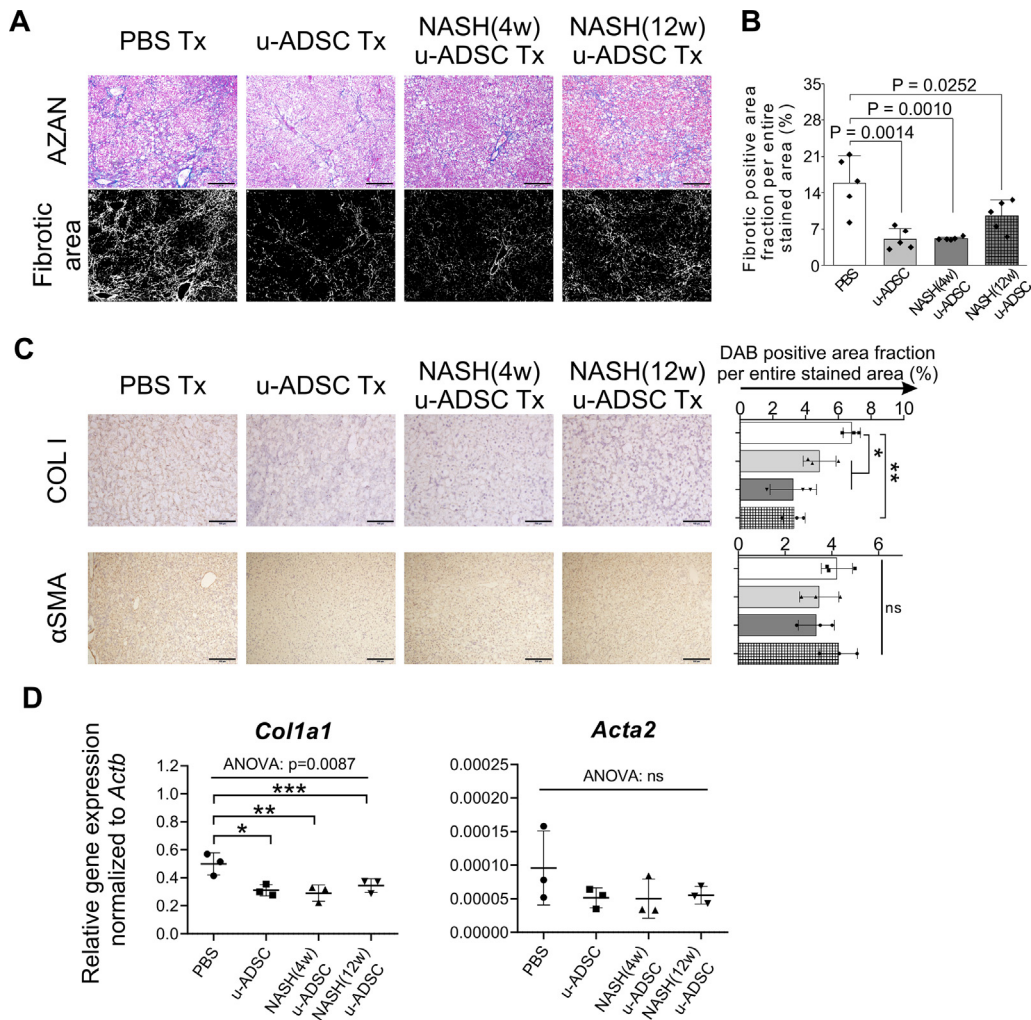 A
PBS Tx
u-ADSC Tx
NASH(4w)
u-ADSC Tx
NASH(12w)
u-ADSC Tx
AZAN
Fibrotic
area
B
Fibrotic positive area
fraction per entire
stained area (%)
35
28
21
14
7
0
P = 0.0252
P = 0.0010
P = 0.0014
PBS
u-ADSC
NASH(4w)
u-ADSC
NASH(12w)
u-ADSC
C
PBS Tx
u-ADSC Tx
NASH(4w)
u-ADSC Tx
NASH(12w)
u-ADSC Tx
COL I
αSMA
DAB positive area fraction
per entire stained area (%)
0 2 4 6 8 10
*
**
0 2 4 6
ns
D
Relative gene expression
normalized to Actb
Col1a1
ANOVA: p=0.0087
***
**
*
1.2
1.0
0.8
0.6
0.4
0.2
0.0
PBS
u-ADSC
NASH(4w)
u-ADSC
NASH(12w)
u-ADSC
Acta2
ANOVA: ns
0.00025
0.00020
0.00015
0.00010
0.00005
0.00000
PBS
u-ADSC
NASH(4w)
u-ADSC
NASH(12w)
u-ADSC